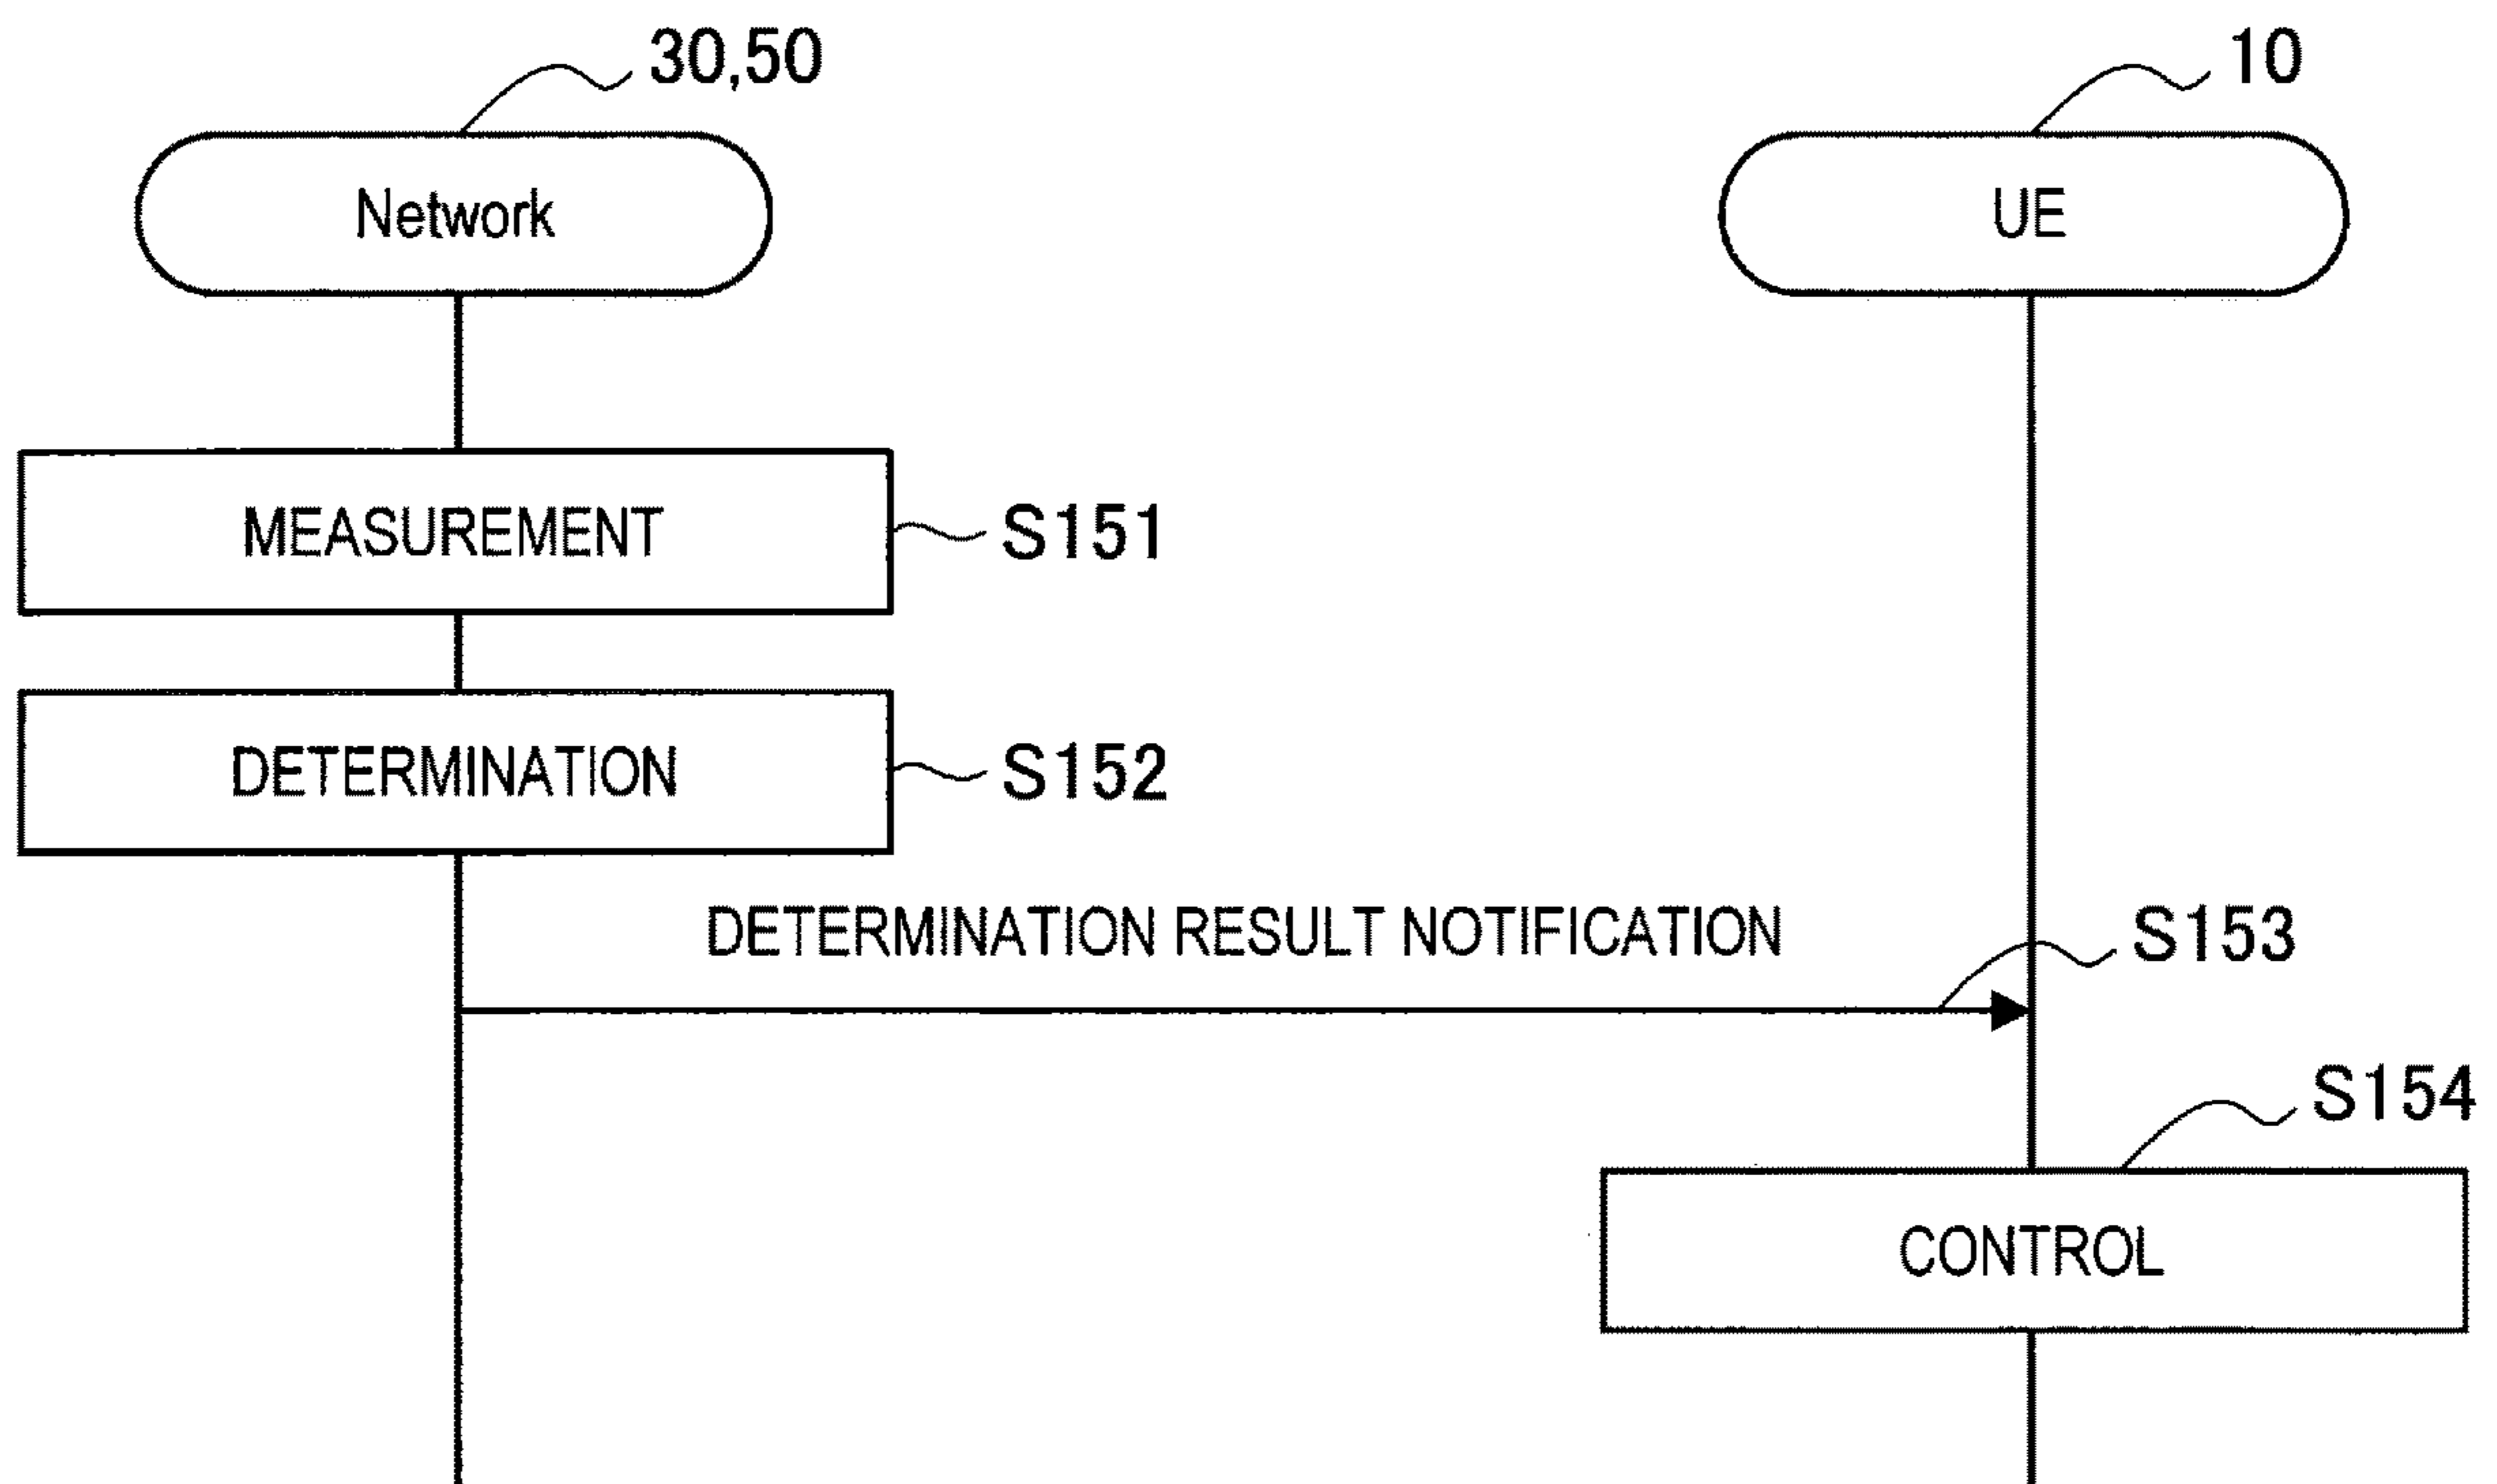 30,50
10
Network
UE
MEASUREMENT
S151
DETERMINATION
S152
DETERMINATION RESULT NOTIFICATION
S153
S154
CONTROL